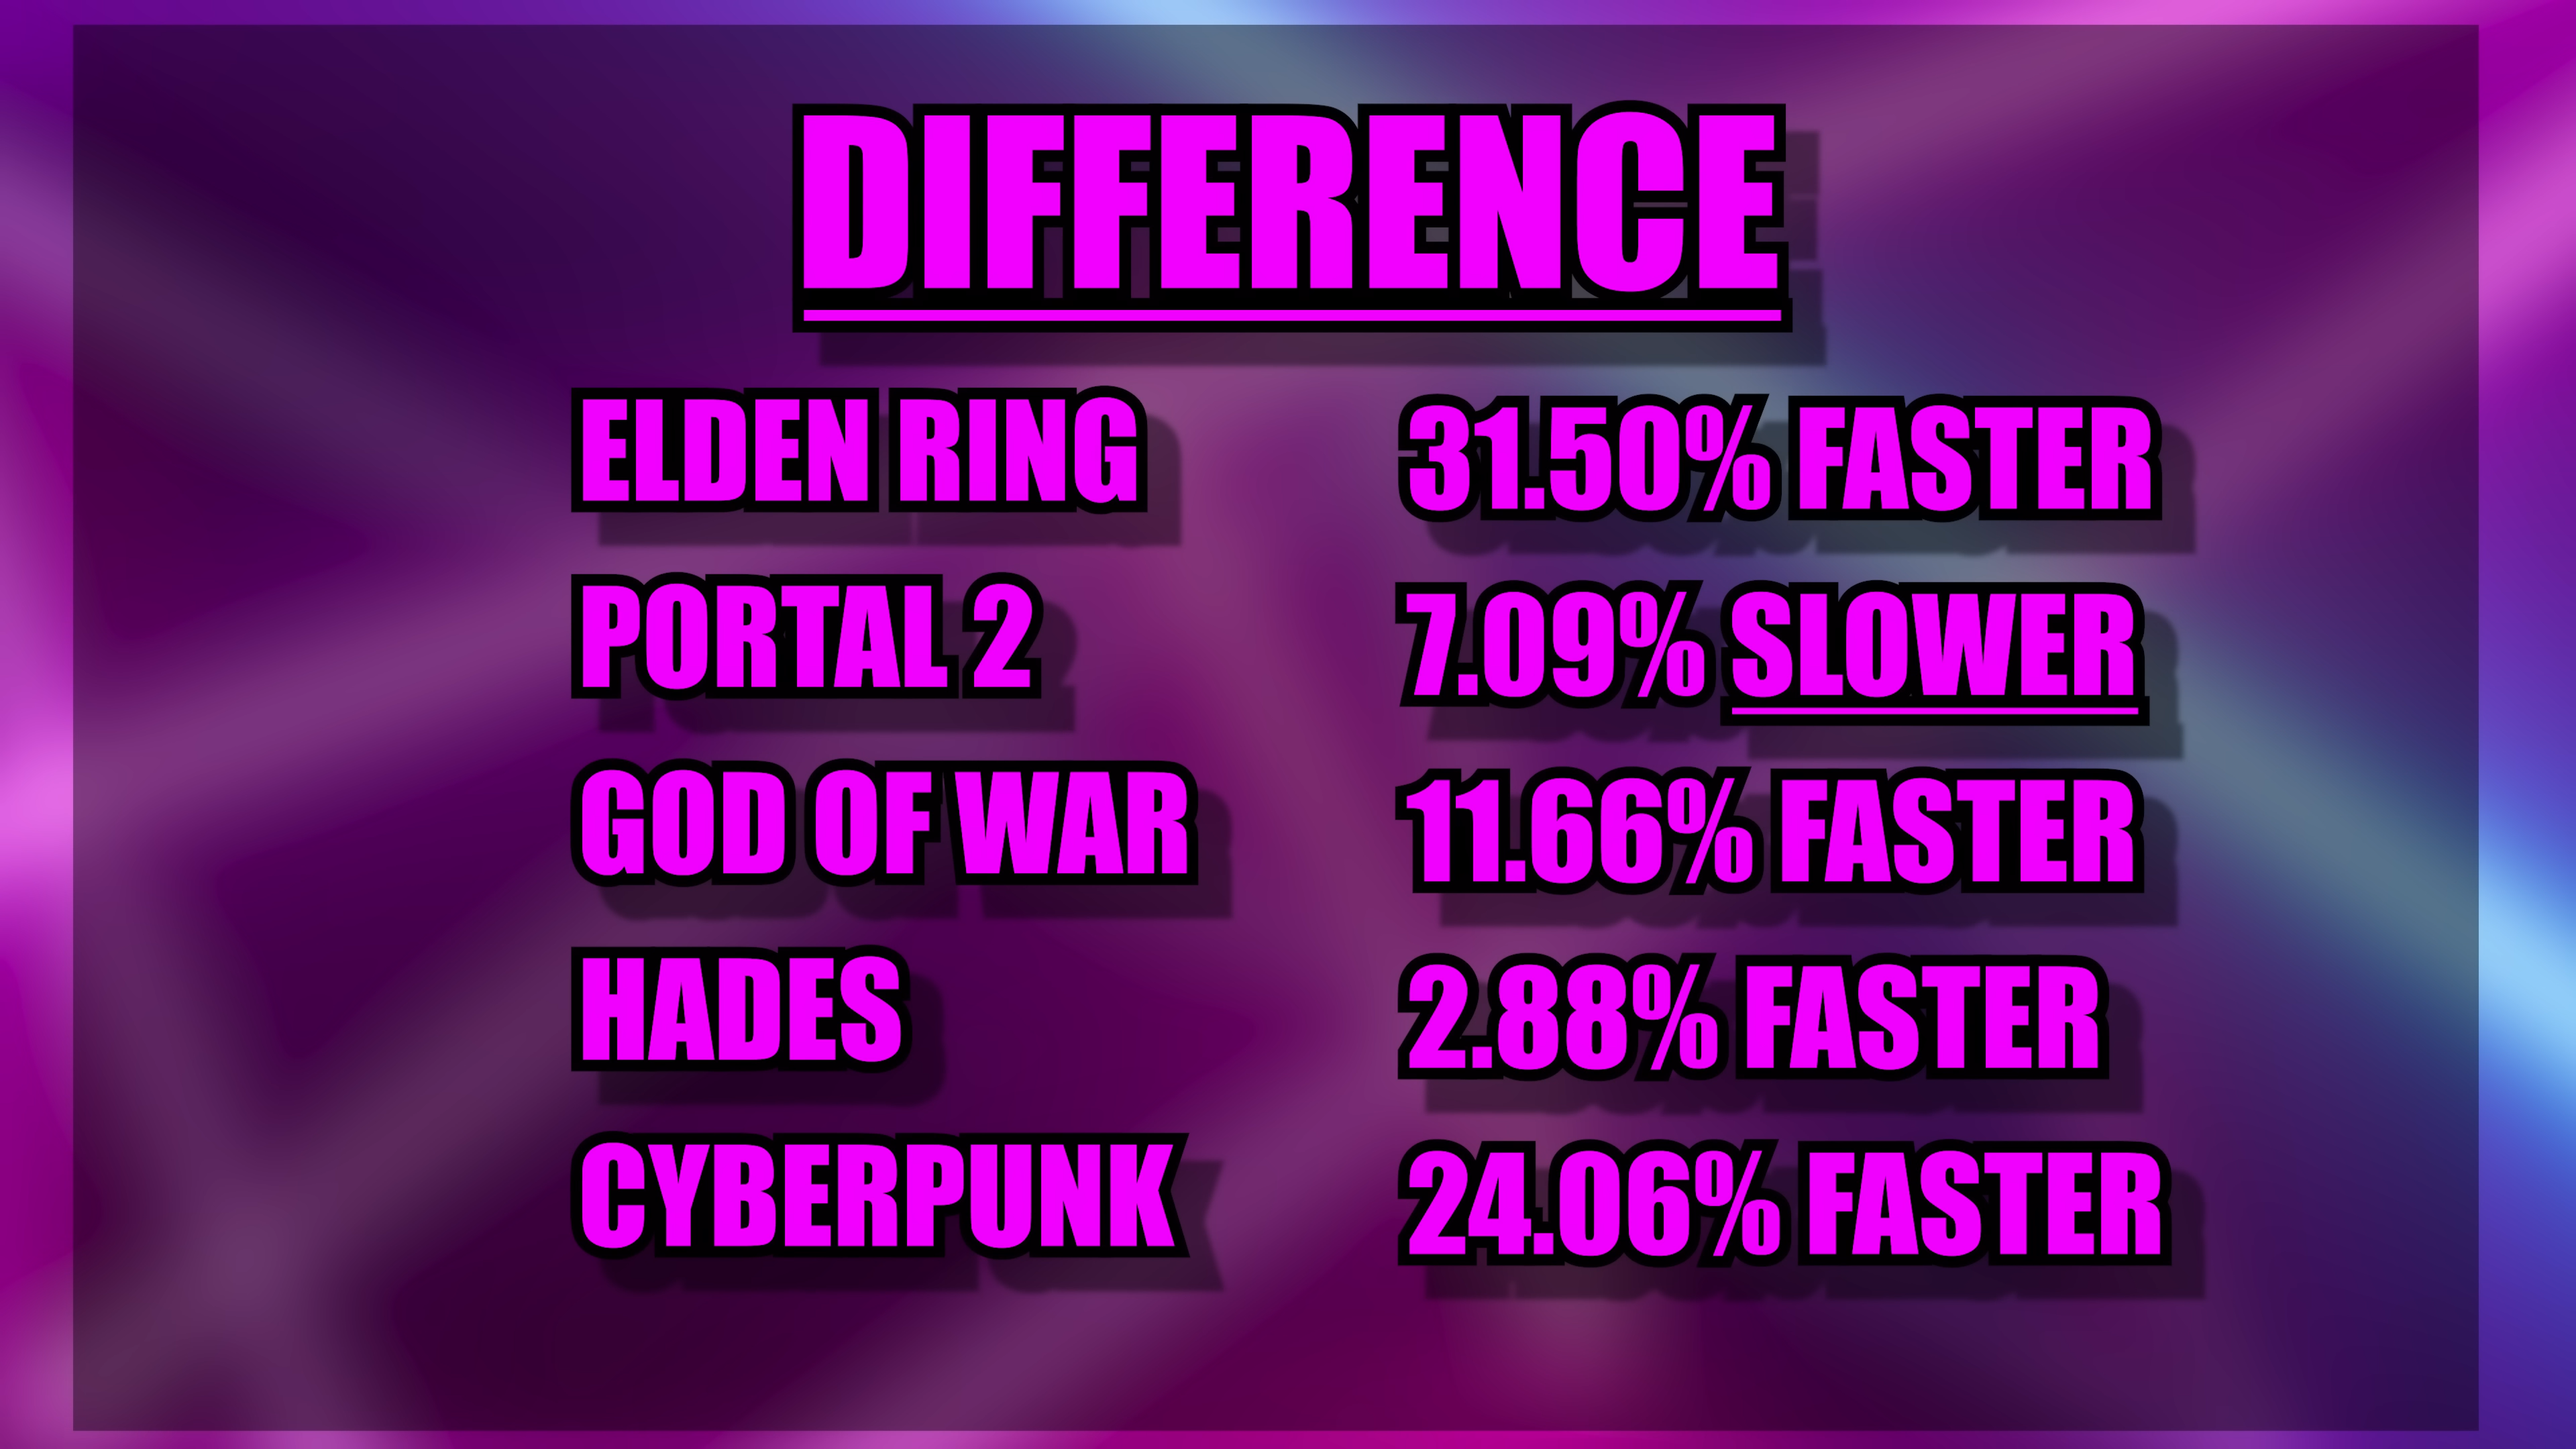 DIFFERENCE
ELDEN RING 31.50% FASTER
PORTAL 2 7.09% SLOWER
GOD OF WAR 11.66% FASTER
HADES 2.88% FASTER
CYBERPUNK 24.06% FASTER